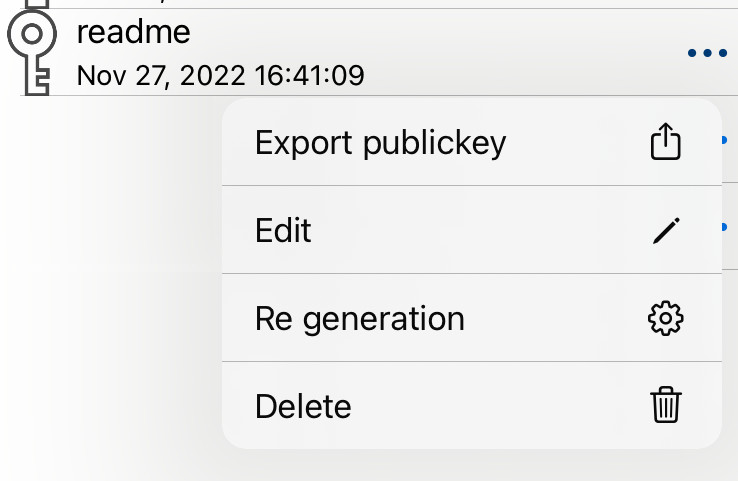 readme
Nov 27, 2022 16:41:09
Export publickey
Edit
Re generation
Delete